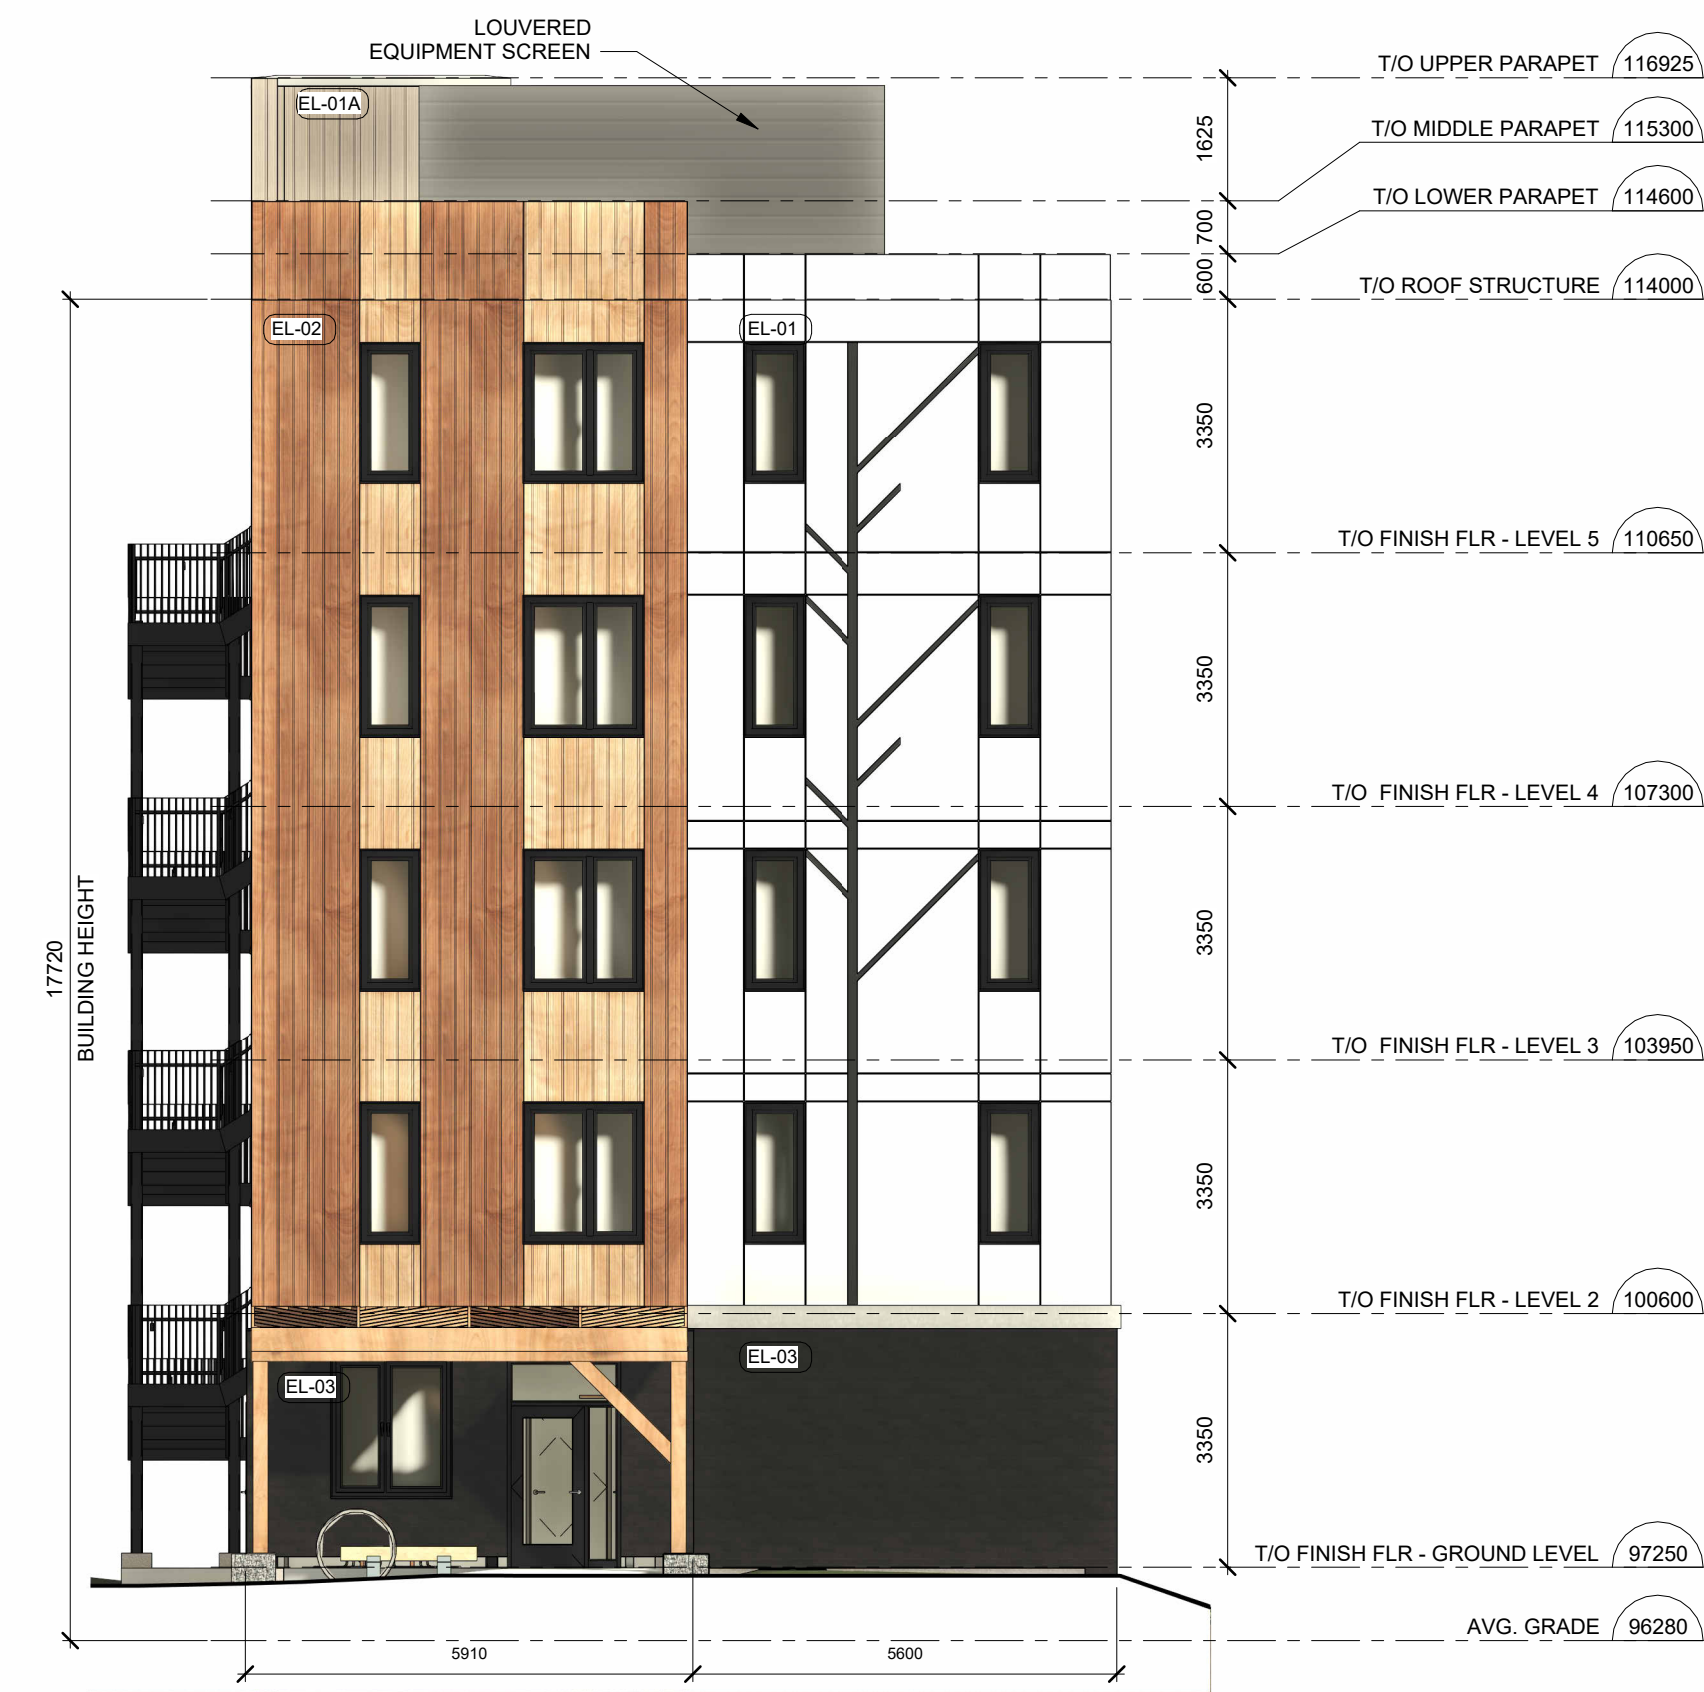 LOUVERED
EQUIPMENT SCREEN
T/O UPPER PARAPET 116925
EL-01A
1625
T/O MIDDLE PARAPET 115300
T/O LOWER PARAPET 114600
700
600
T/O ROOF STRUCTURE 114000
EL-02
EL-01
3350
T/O FINISH FLR - LEVEL 5 110650
3350
T/O FINISH FLR - LEVEL 4 107300
17720
BUILDING HEIGHT
3350
T/O FINISH FLR - LEVEL 3 103950
3350
T/O FINISH FLR - LEVEL 2 100600
EL-03
EL-03
3350
T/O FINISH FLR - GROUND LEVEL 97250
AVG. GRADE 96280
5910
5600